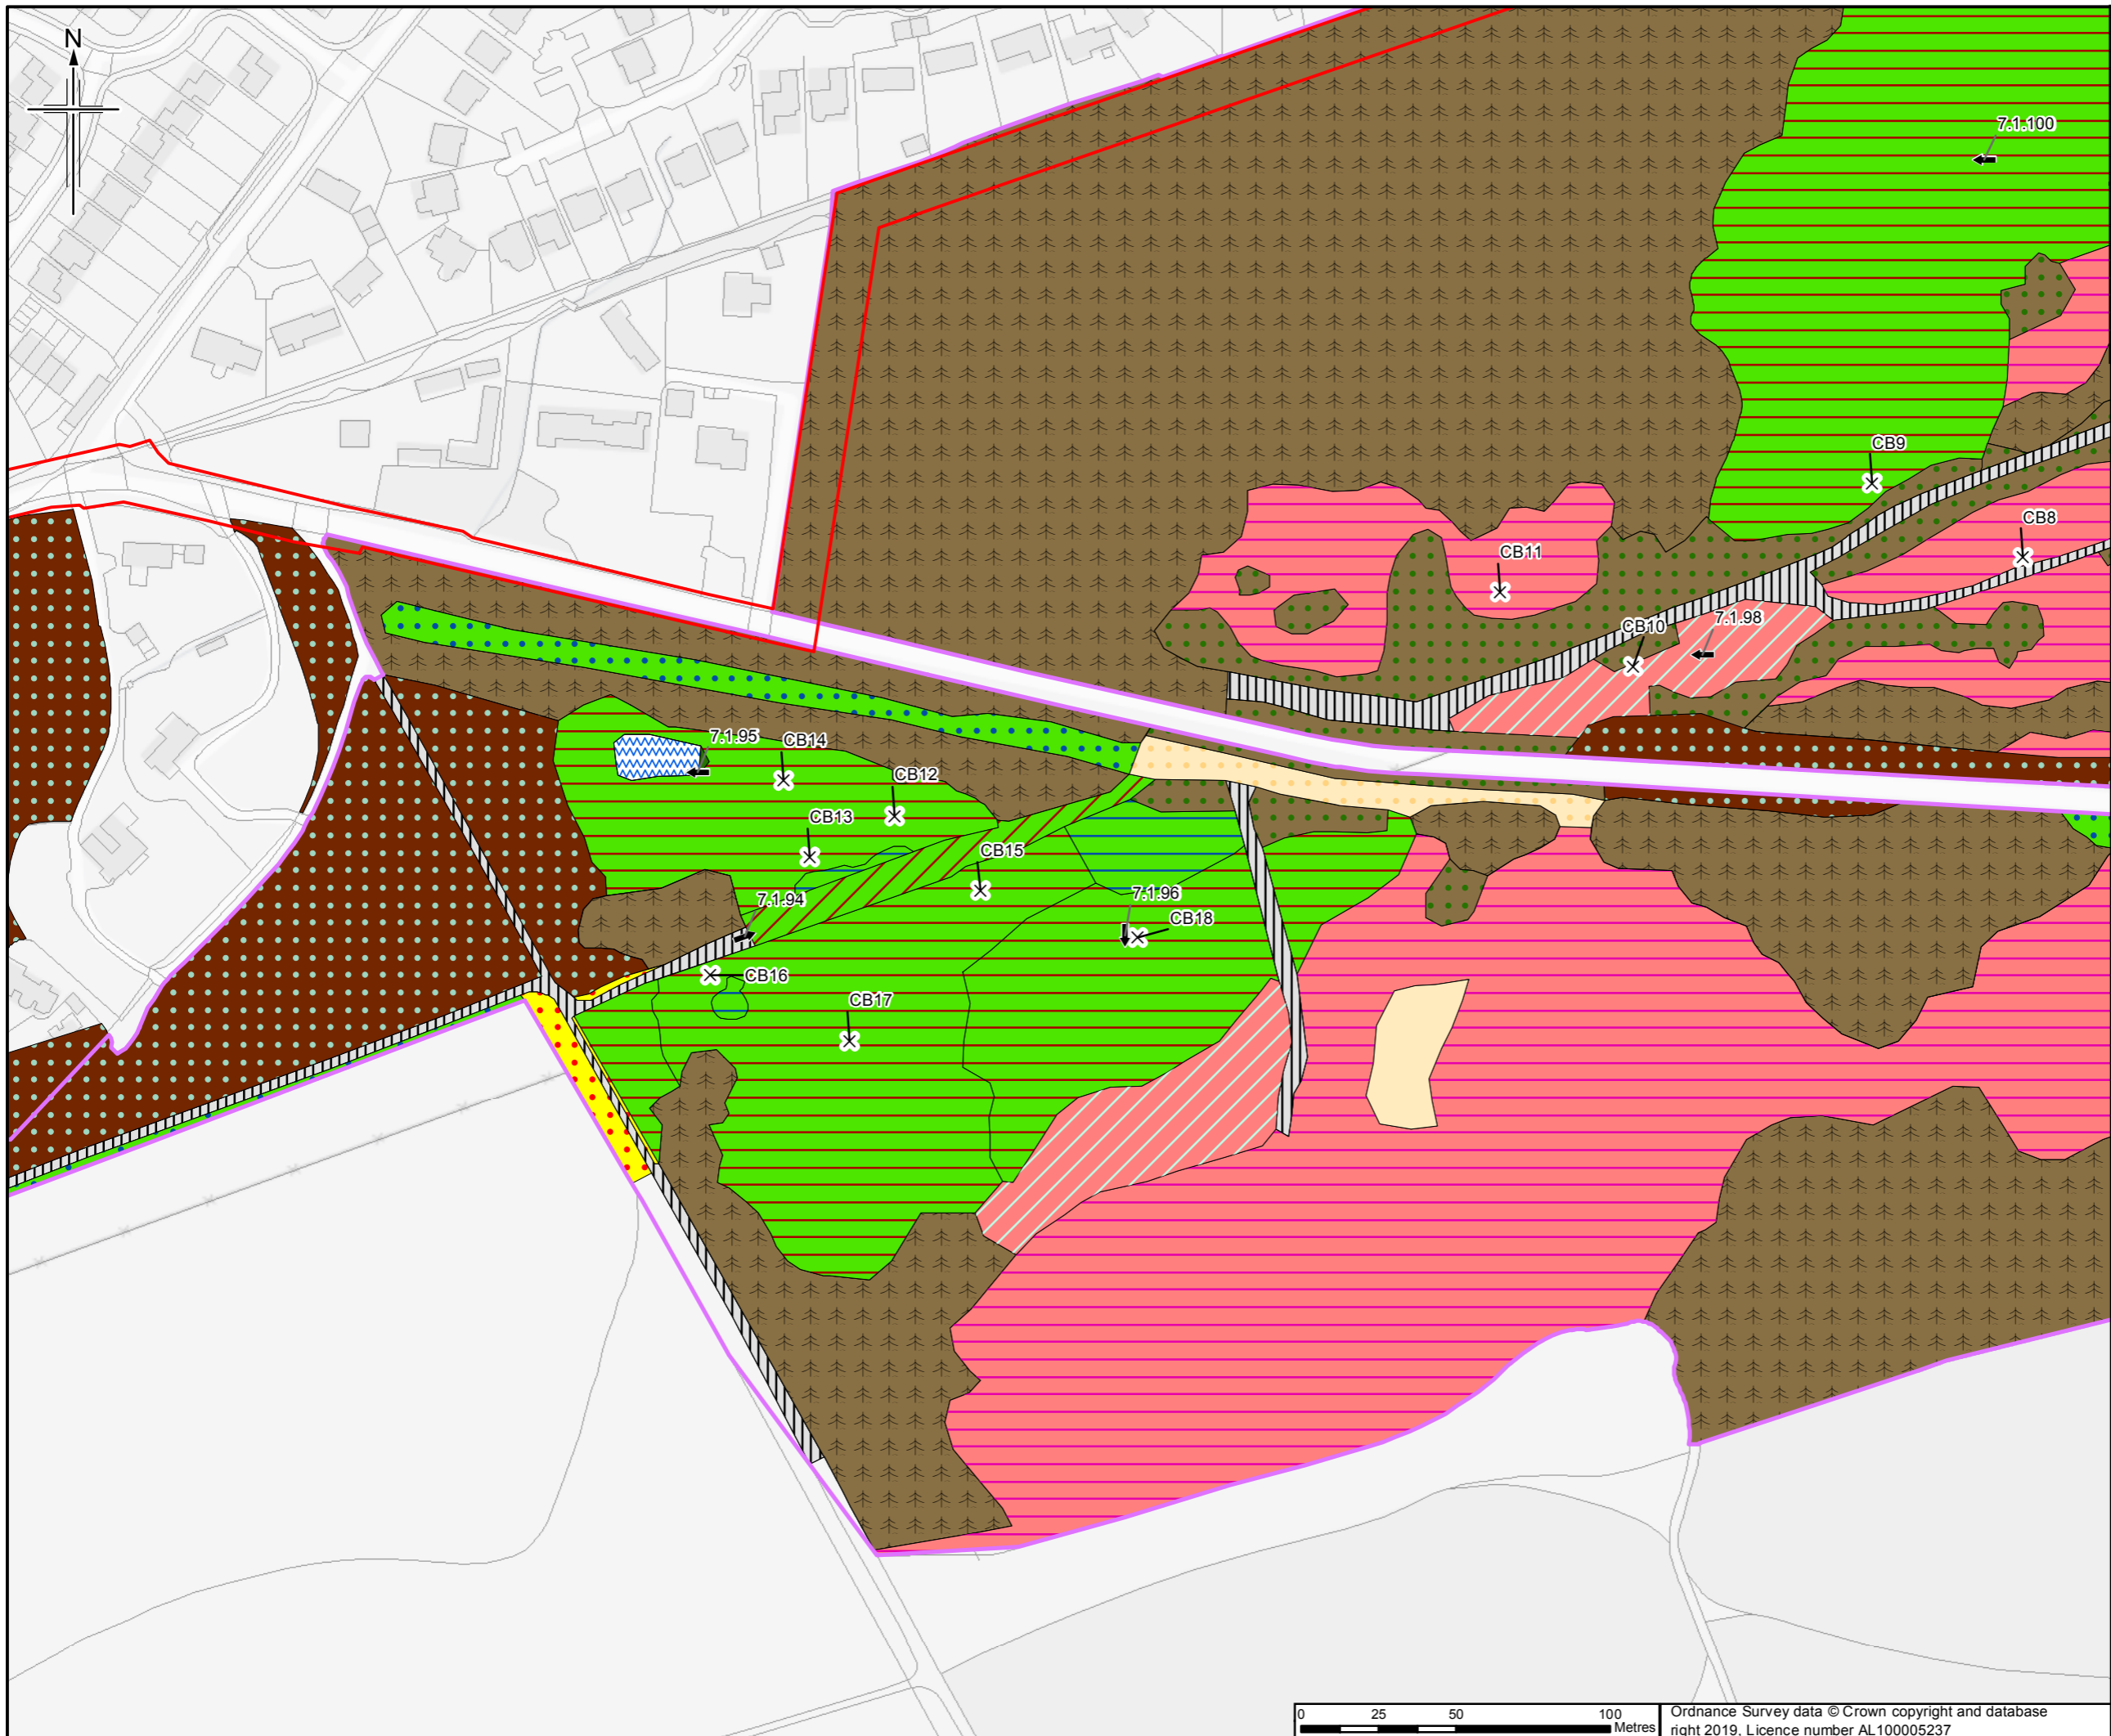 N
7.1.100
CB9
CB8
CB11
7.1.98
CB10
7.1.95
CB14
CB12
CB13
CB15
7.1.94
7.1.96
CB18
CB16
CB17
0 25 50 100
Metres
Ordnance Survey data © Crown copyright and database
right 2019. Licence number AL100005237